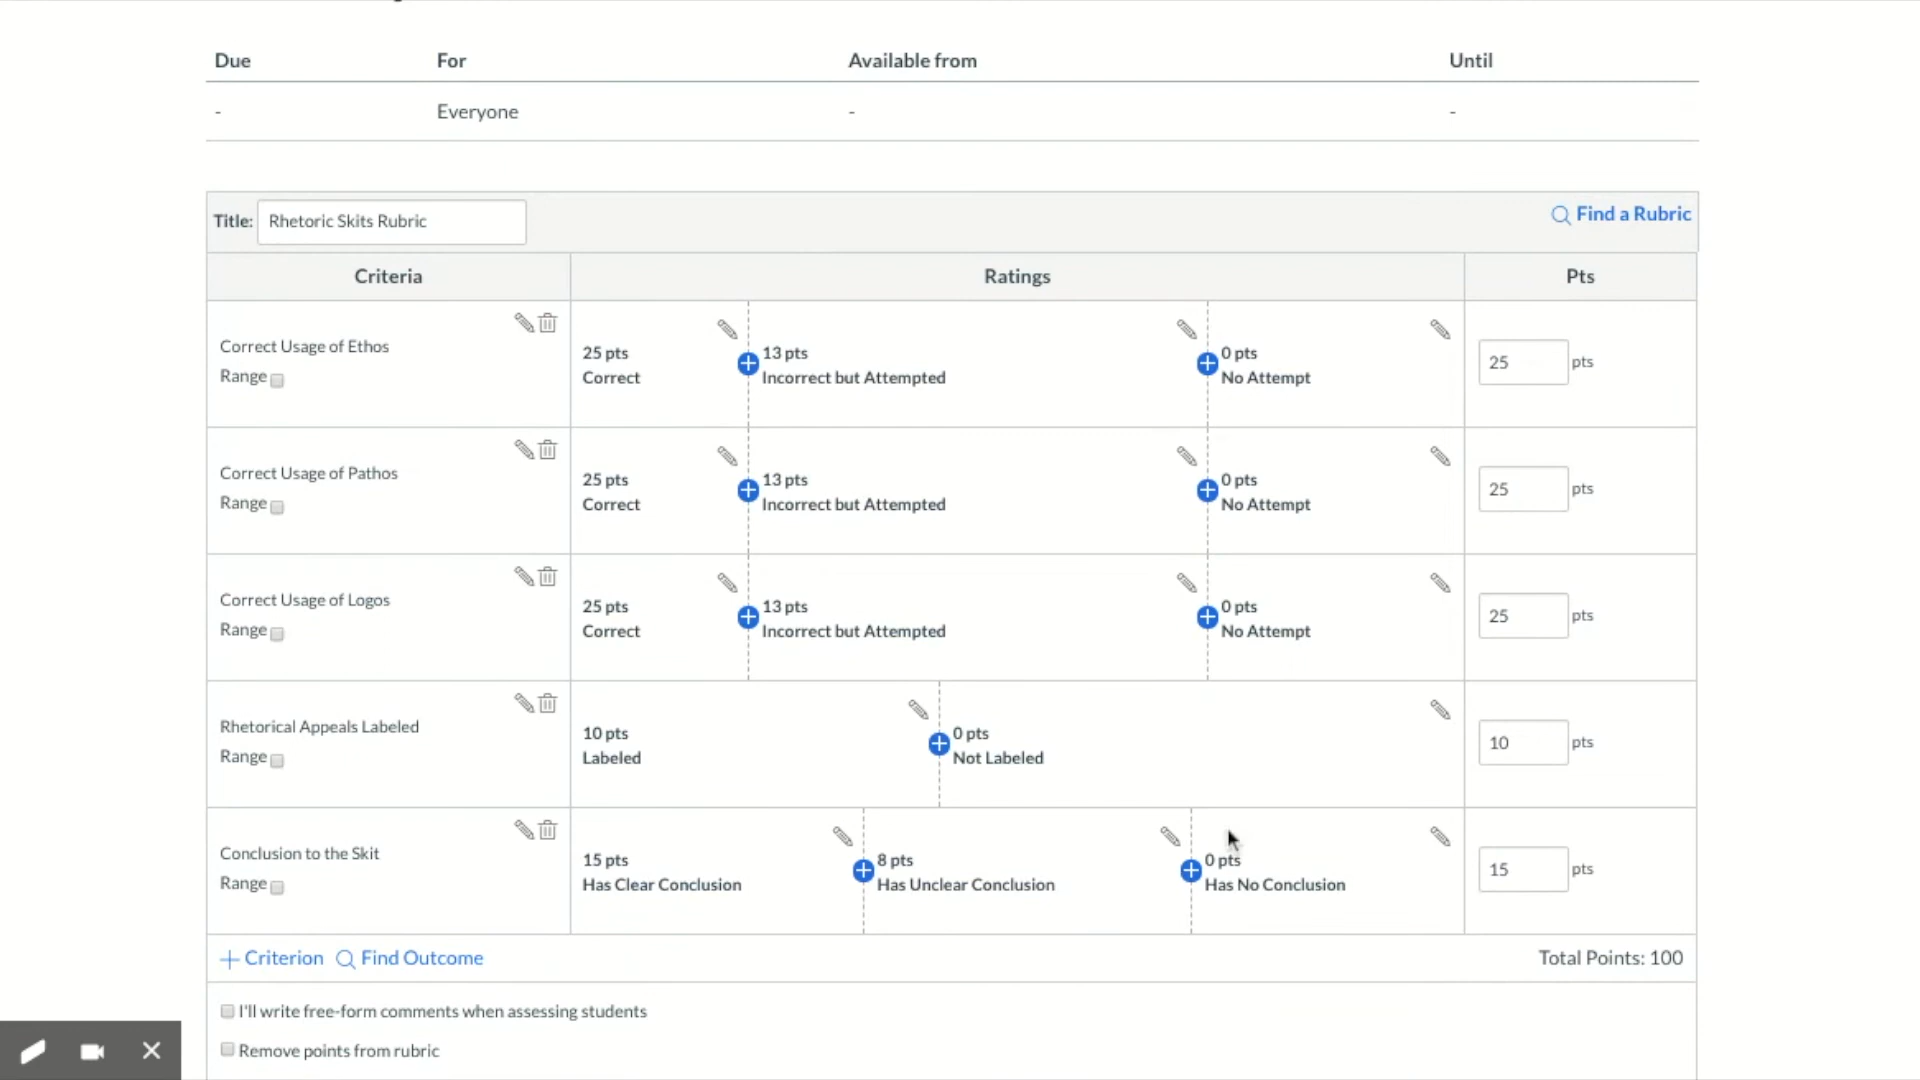 Due For Available from Until
- Everyone - -
Title: Rhetoric Skits Rubric Find a Rubric
Criteria Ratings Pts
Correct Usage of Ethos
Range
25 pts
Correct
13 pts
Incorrect but Attempted
0 pts
No Attempt
25 pts
Correct Usage of Pathos
Range
25 pts
Correct
13 pts
Incorrect but Attempted
0 pts
No Attempt
25 pts
Correct Usage of Logos
Range
25 pts
Correct
13 pts
Incorrect but Attempted
0 pts
No Attempt
25 pts
Rhetorical Appeals Labeled
Range
10 pts
Labeled
0 pts
Not Labeled
10 pts
Conclusion to the Skit
Range
15 pts
Has Clear Conclusion
8 pts
Has Unclear Conclusion
0 pts
Has No Conclusion
15 pts
Criterion Find Outcome Total Points: 100
I'll write free-form comments when assessing students
Remove points from rubric